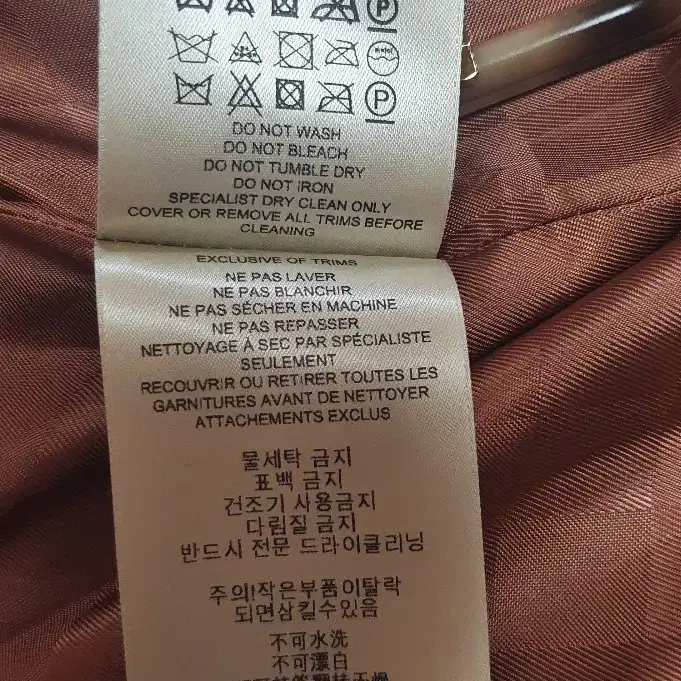 DO NOT WASH
DO NOT BLEACH
DO NOT TUMBLE DRY
DO NOT IRON
SPECIALIST DRY CLEAN ONLY
COVER OR REMOVE ALL TRIMS BEFORE
CLEANING
EXCLUSIVE OF TRIMS
NE PAS LAVER
NE PAS BLANCHIR
NE PAS SÉCHER EN MACHINE
NE PAS REPASSER
NETTOYAGE À SEC PAR SPÉCIALISTE
SEULEMENT
RECOUVRIR OU RETIRER TOUTES LES
GARNITURES AVANT DE NETTOYER
ATTACHEMENTS EXCLUS
물세탁 금지
표백 금지
건조기 사용금지
다림질 금지
반드시 전문 드라이클리닝
주의!작은부품이탈락
되면삼킬수있음
不可水洗
不可漂白